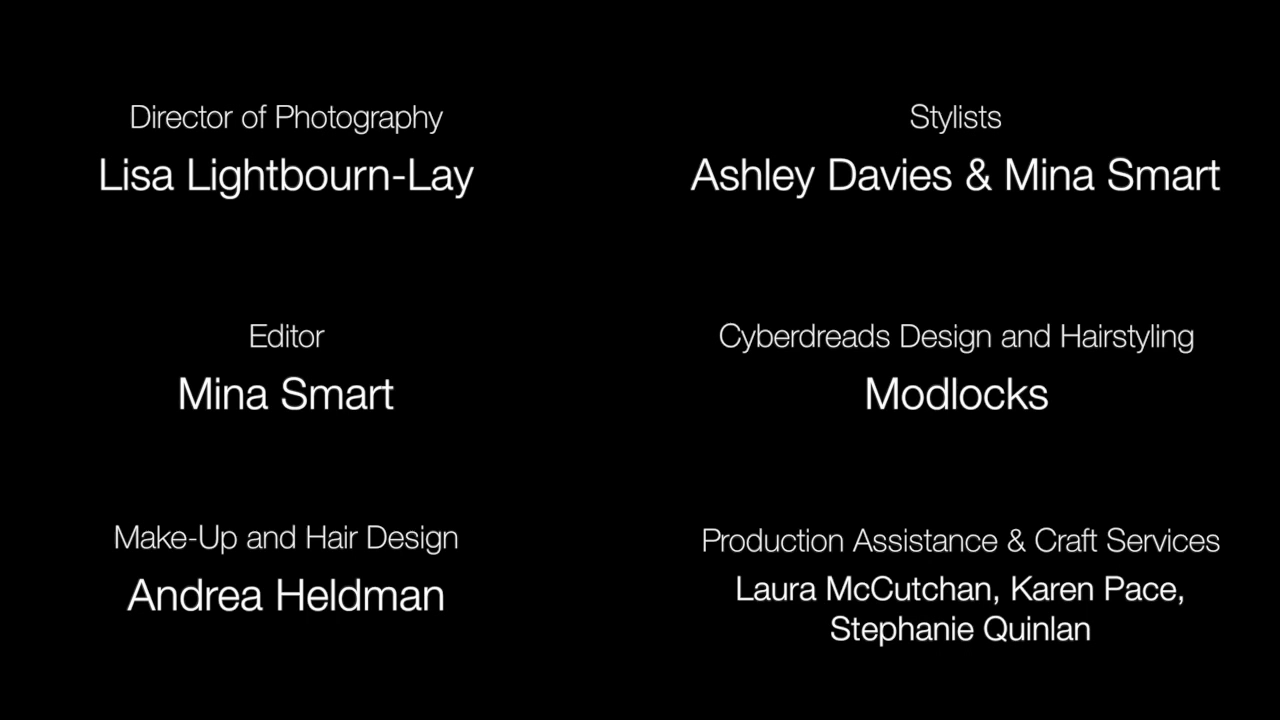 Director of Photography
Lisa Lightbourn-Lay
Editor
Mina Smart
Make-Up and Hair Design
Andrea Heldman
Stylists
Ashley Davies & Mina Smart
Cyberdreads Design and Hairstyling
Modlocks
Production Assistance & Craft Services
Laura McCutchan, Karen Pace,
Stephanie Quinlan